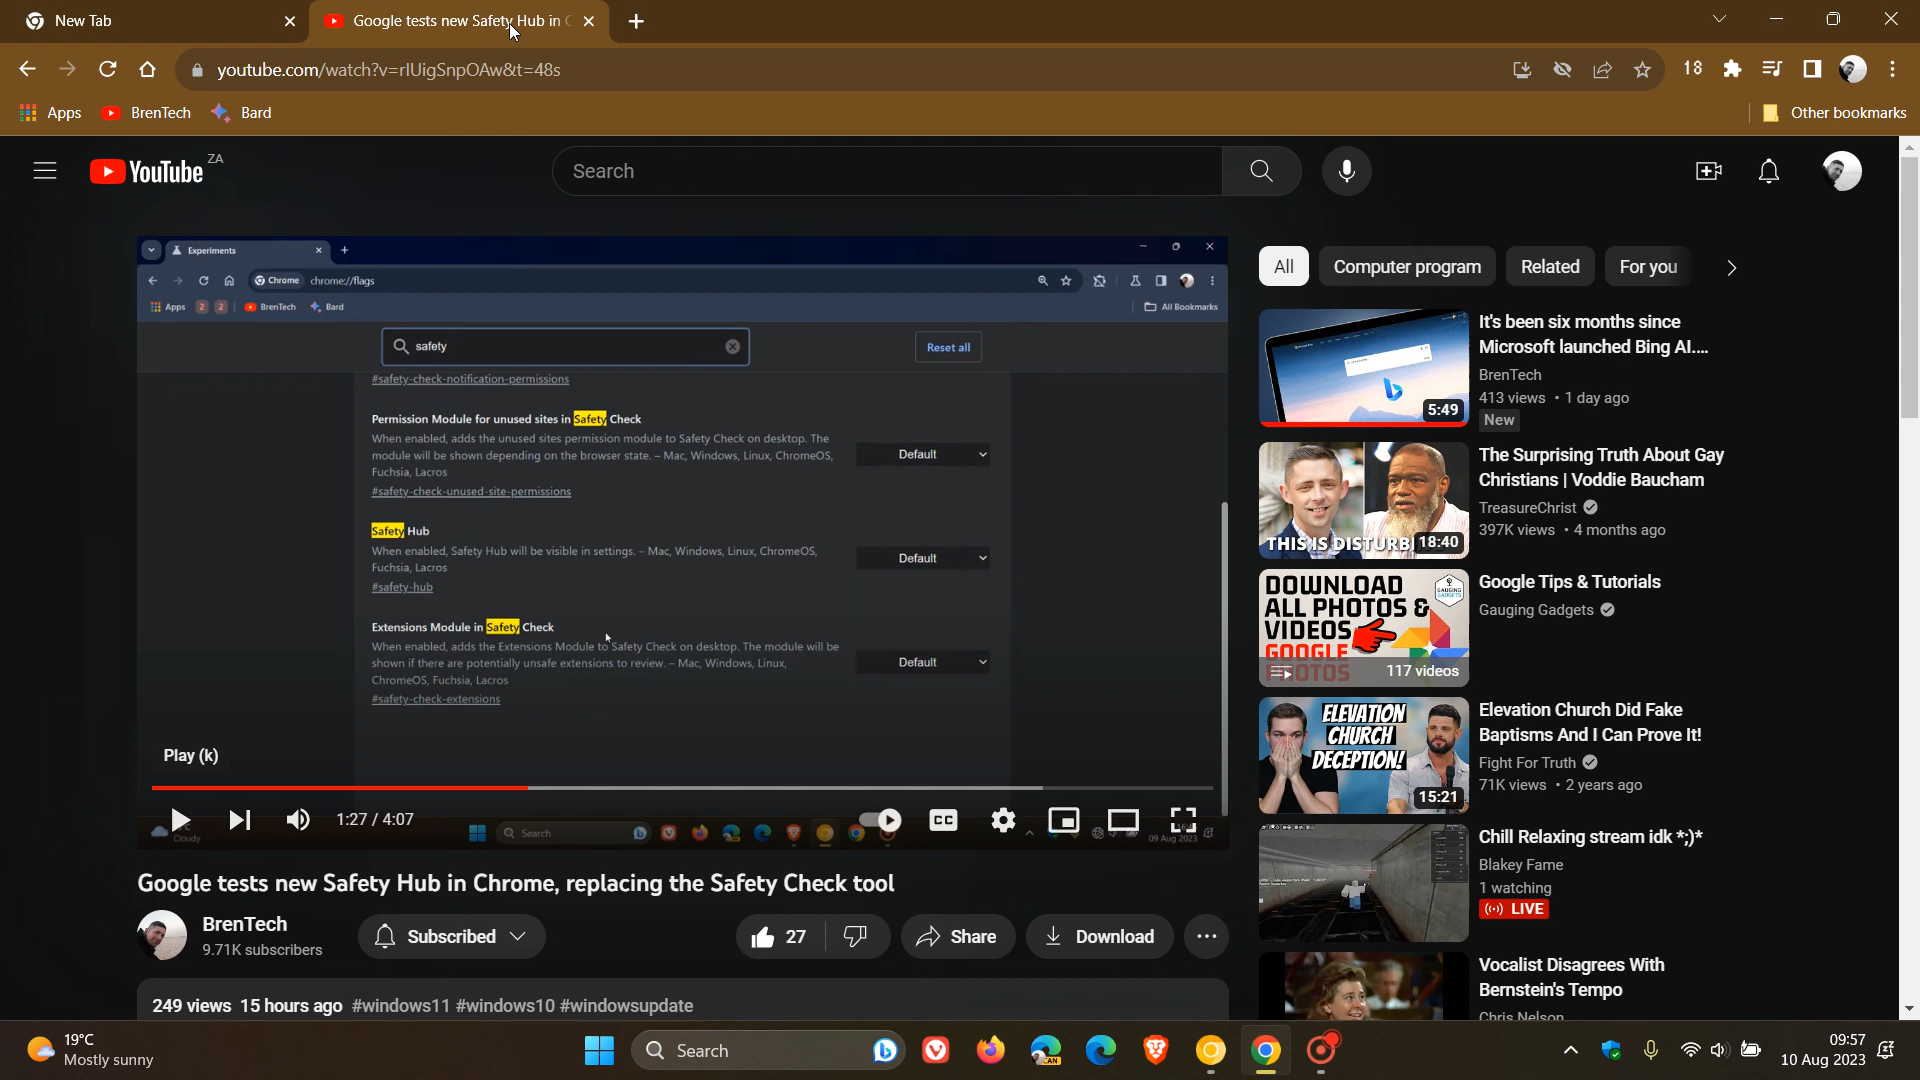 New Tab
Google tests new Safety Hub in C
youtube.com/watch?v=rIUigSnpOAw&t=48s
18
Apps
BrenTech
Bard
Other bookmarks
YouTube ZA
Search
Experiments
Chrome chrome://flags
Apps 2 2 BrenTech Bard
All Bookmarks
safety
Reset all
#safety-check-notification-permissions
Permission Module for unused sites in Safety Check
When enabled, adds the unused sites permission module to Safety Check on desktop. The
module will be shown depending on the browser state. – Mac, Windows, Linux, ChromeOS,
Fuchsia, Lacros
#safety-check-unused-site-permissions
Default
Safety Hub
When enabled, Safety Hub will be visible in settings. – Mac, Windows, Linux, ChromeOS,
Fuchsia, Lacros
#safety-hub
Default
Extensions Module in Safety Check
When enabled, adds the Extensions Module to Safety Check on desktop. The module will be
shown if there are potentially unsafe extensions to review. – Mac, Windows, Linux,
ChromeOS, Fuchsia, Lacros
#safety-check-extensions
Default
Play (k)
1:27 / 4:07
CC
Cloudy
Search
09 Aug 2023
Google tests new Safety Hub in Chrome, replacing the Safety Check tool
BrenTech
9.71K subscribers
Subscribed
27
Share
Download
249 views 15 hours ago #windows11 #windows10 #windowsupdate
All
Computer program
Related
For you
5:49
It's been six months since
Microsoft launched Bing AI....
BrenTech
413 views • 1 day ago
New
THIS IS DISTURBI
18:40
The Surprising Truth About Gay
Christians | Voddie Baucham
TreasureChrist
397K views • 4 months ago
DOWNLOAD
ALL PHOTOS &
VIDEOS
GOOGLE
PHOTOS
GAUGING
GADGETS
117 videos
Google Tips & Tutorials
Gauging Gadgets
ELEVATION
CHURCH
DECEPTION!
15:21
Elevation Church Did Fake
Baptisms And I Can Prove It!
Fight For Truth
71K views • 2 years ago
Chill Relaxing stream idk *;)*
Blakey Fame
1 watching
LIVE
Vocalist Disagrees With
Bernstein's Tempo
Chris Nelson
19°C
Mostly sunny
Search
CAN
09:57
10 Aug 2023